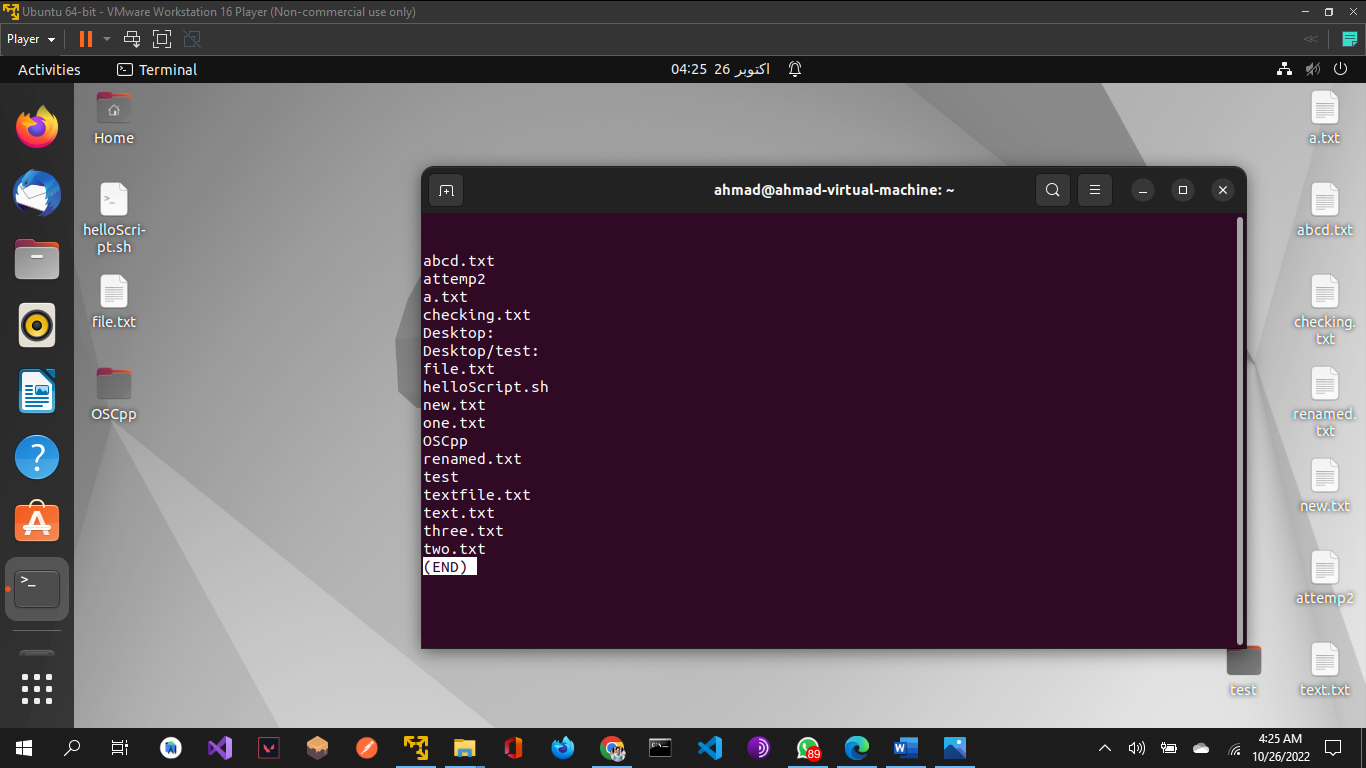 Ubuntu 64-bit - VMware Workstation 16 Player (Non-commercial use only)
Player
Activities
Terminal
04:25 26 اکتوبر
Home
a.txt
helloScri-
pt.sh
abcd.txt
file.txt
checking.
txt
OSCpp
renamed.
txt
new.txt
attemp2
test
text.txt
ahmad@ahmad-virtual-machine: ~
abcd.txt
attemp2
a.txt
checking.txt
Desktop:
Desktop/test:
file.txt
helloScript.sh
new.txt
one.txt
OSCpp
renamed.txt
test
textfile.txt
text.txt
three.txt
two.txt
(END)
89
4:25 AM
10/26/2022